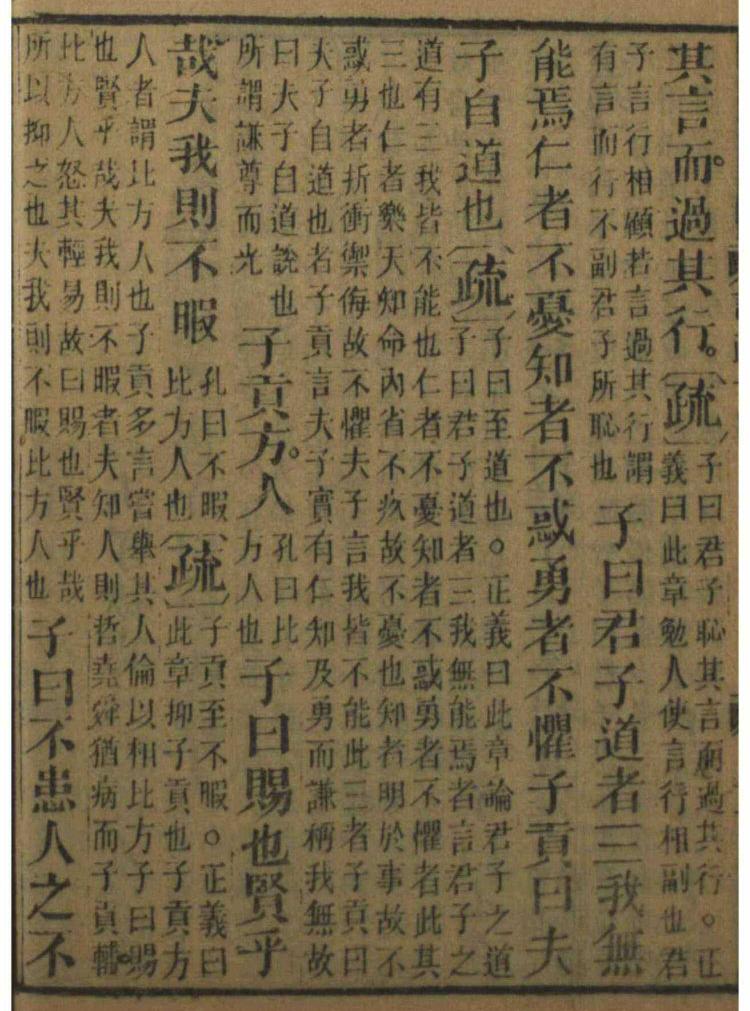 其言而過其行。〔疏〕子曰君子恥其言而過其行。正
義曰此章勉人使言行相副也君
子言行相顧若言過其行謂
有言而行不副君子所恥也
子曰君子道者三我無
能焉仁者不憂知者不惑勇者不懼子貢曰夫
子自道也〔疏〕子曰至道也。正義曰此章論君子之道
子曰君子道者三我無能焉者言君子之
道有三我皆不能也仁者不憂知者不惑勇者不懼者此其
三也仁者樂天知命內省不疚故不憂也知者明於事故不
惑勇者折衝禦侮故不懼夫子言我皆不能此三者子貢曰
夫子自道也者子貢言夫子實有仁知及勇而謙稱我無故
曰夫子自道說也
所謂謙尊而光
子貢方。人孔曰比
方人也
子曰賜也賢乎
哉夫我則不暇孔曰不暇
比方人也
〔疏〕子貢至不暇。正義曰
此章抑子貢也子貢方
人者謂比方人也子貢多言嘗舉其人倫以相比方子曰賜
也賢乎哉夫我則不暇者夫知人則哲堯舜猶病而子貢輒
比方人怒其輕易故曰賜也賢乎哉
所以抑之也夫我則不暇比方人也
子曰不患人之不